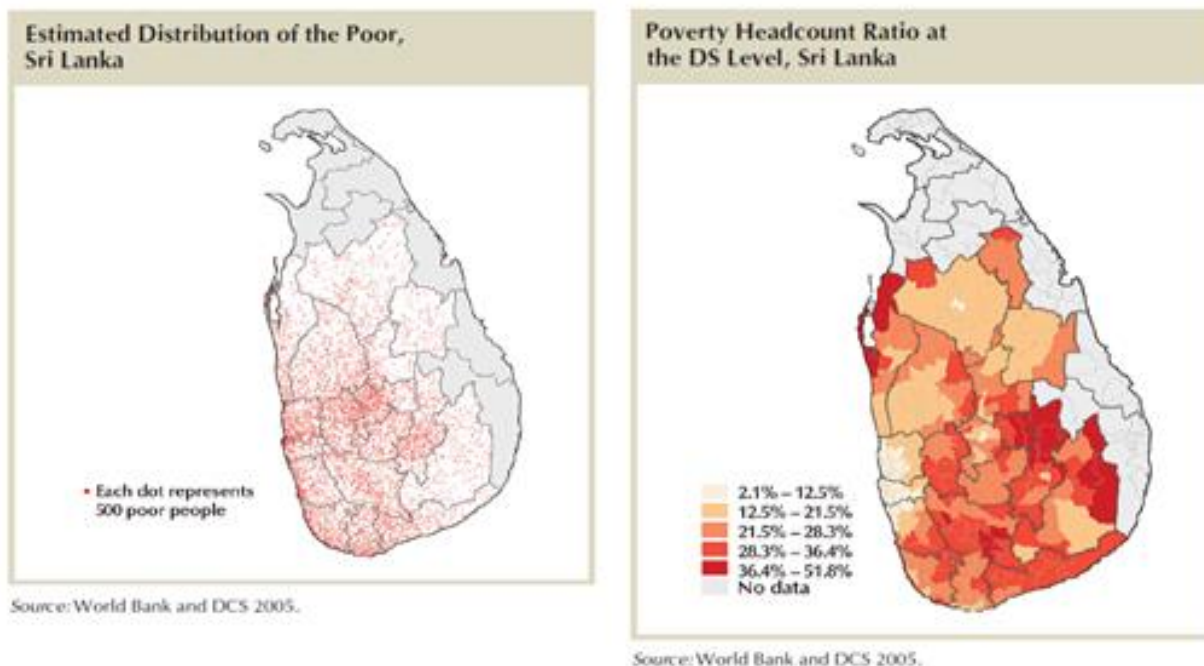 Estimated Distribution of the Poor,
Sri Lanka
• Each dot represents
500 poor people
Source: World Bank and DCS 2005.
Poverty Headcount Ratio at
the DS Level, Sri Lanka
2.1% – 12.5%
12.5% – 21.5%
21.5% – 28.3%
28.3% – 36.4%
36.4% – 51.8%
No data
Source: World Bank and DCS 2005.